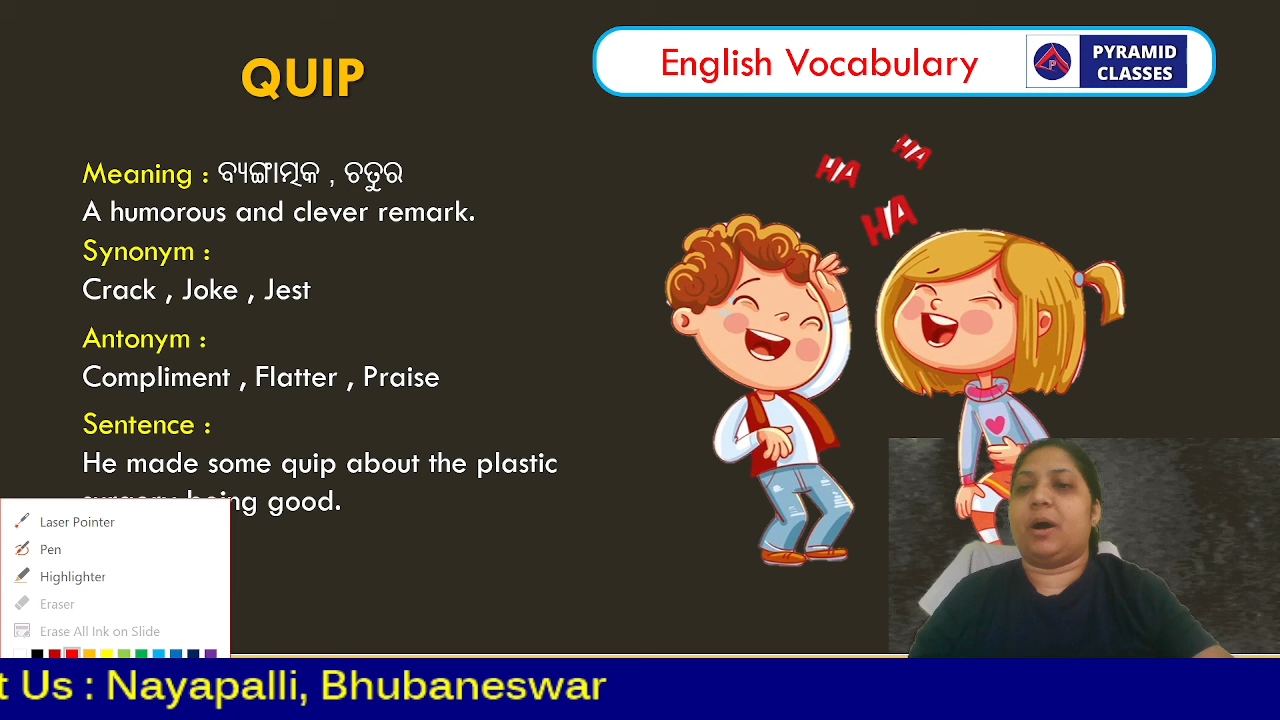 QUIP
English Vocabulary
PYRAMID
CLASSES
Meaning : ବ୍ୟଙ୍ଗାତ୍ମକ , ଚତୁର
A humorous and clever remark.
Synonym :
Crack , Joke , Jest
Antonym :
Compliment , Flatter , Praise
Sentence :
He made some quip about the plastic
surgery being good.
HA
HA
HA
P
Laser Pointer
Pen
Highlighter
Eraser
Erase All Ink on Slide
t Us : Nayapalli, Bhubaneswar